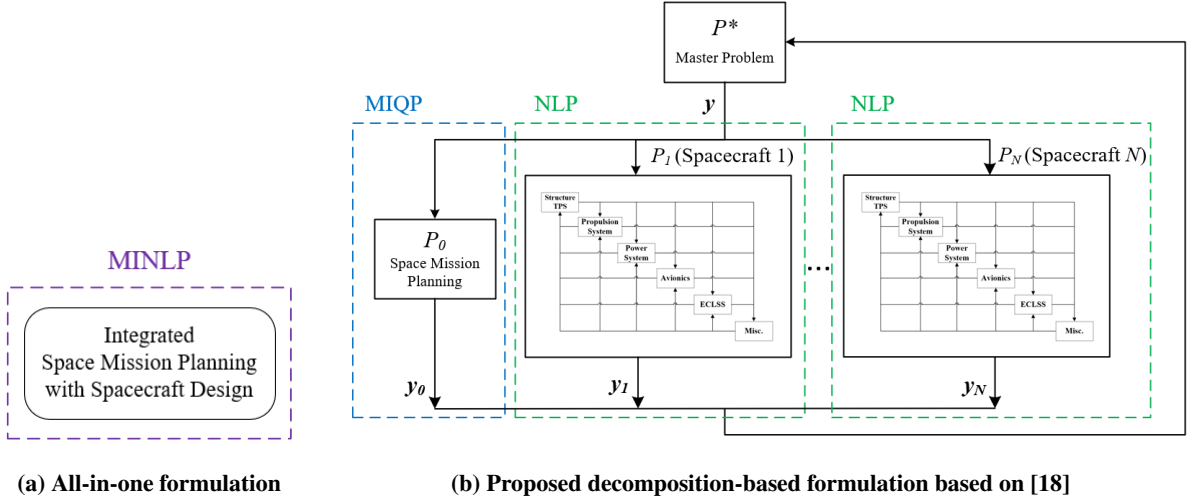 P*
Master Problem
y
MIQP
NLP
NLP
P0
Space Mission
Planning
y0
P1 (Spacecraft 1)
Structure
TPS
Propulsion
System
Power
System
Avionics
ECLSS
Misc.
y1
...
PN (Spacecraft N)
Structure
TPS
Propulsion
System
Power
System
Avionics
ECLSS
Misc.
yN
MINLP
Integrated
Space Mission Planning
with Spacecraft Design
(a) All-in-one formulation
(b) Proposed decomposition-based formulation based on [18]